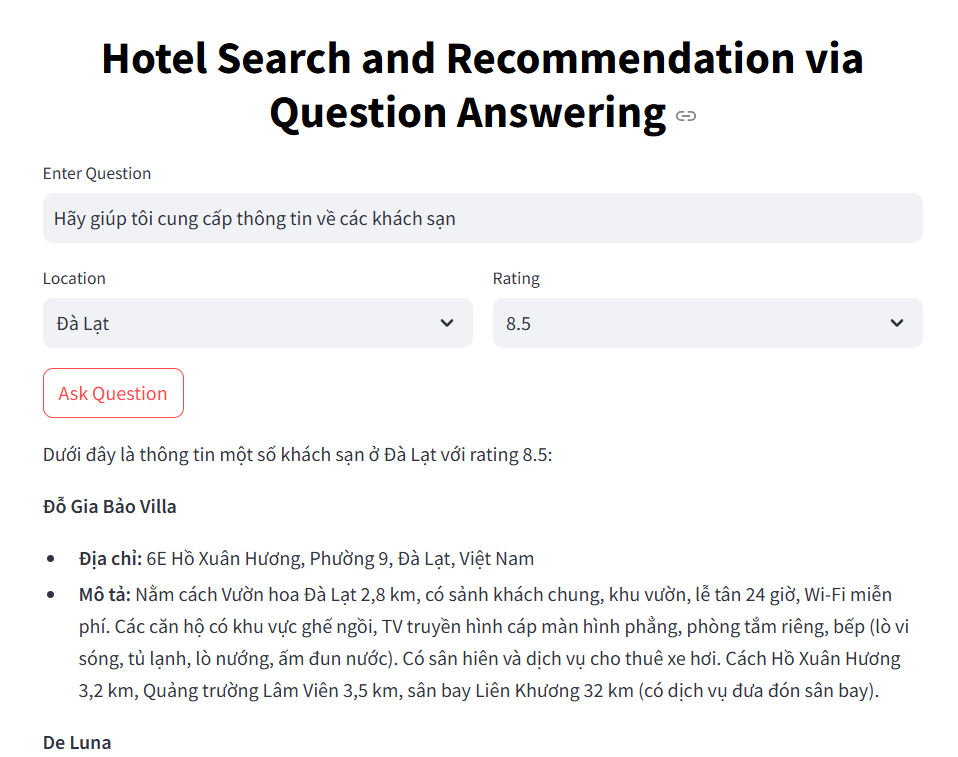 Hotel Search and Recommendation via
Question Answering
Enter Question
Hãy giúp tôi cung cấp thông tin về các khách sạn
Location
Rating
Đà Lạt
8.5
Ask Question
Dưới đây là thông tin một số khách sạn ở Đà Lạt với rating 8.5:
Đỗ Gia Bảo Villa
• Địa chỉ: 6E Hồ Xuân Hương, Phường 9, Đà Lạt, Việt Nam
• Mô tả: Nằm cách Vườn hoa Đà Lạt 2,8 km, có sảnh khách chung, khu vườn, lễ tân 24 giờ, Wi-Fi miễn
phí. Các căn hộ có khu vực ghế ngồi, TV truyền hình cáp màn hình phẳng, phòng tắm riêng, bếp (lò vi
sóng, tủ lạnh, lò nướng, ấm đun nước). Có sân hiên và dịch vụ cho thuê xe hơi. Cách Hồ Xuân Hương
3,2 km, Quảng trường Lâm Viên 3,5 km, sân bay Liên Khương 32 km (có dịch vụ đưa đón sân bay).
De Luna